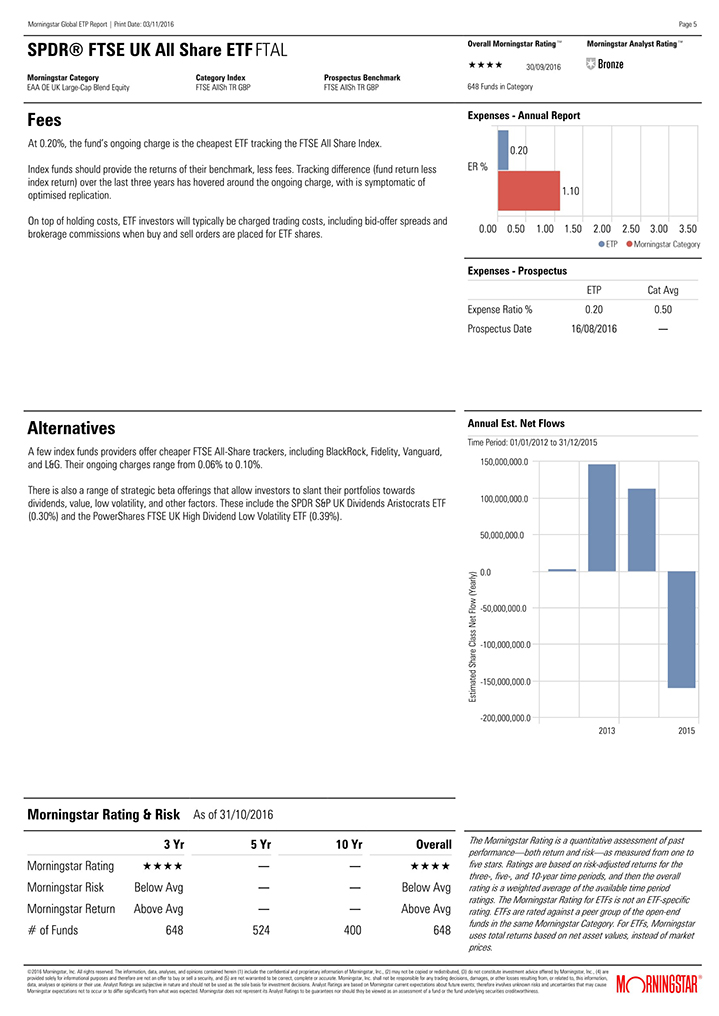 Morningstar Global ETP Report | Print Date: 03/11/2016
Page 5
SPDR® FTSE UK All Share ETF FTAL
Overall Morningstar Rating™
Morningstar Analyst Rating™
★★★★ 30/09/2016
Bronze
648 Funds in Category
Morningstar Category
EAA OE UK Large-Cap Blend Equity
Category Index
FTSE AllSh TR GBP
Prospectus Benchmark
FTSE AllSh TR GBP
Fees
At 0.20%, the fund's ongoing charge is the cheapest ETF tracking the FTSE All Share Index.
Index funds should provide the returns of their benchmark, less fees. Tracking difference (fund return less
index return) over the last three years has hovered around the ongoing charge, with is symptomatic of
optimised replication.
On top of holding costs, ETF investors will typically be charged trading costs, including bid-offer spreads and
brokerage commissions when buy and sell orders are placed for ETF shares.
Expenses - Annual Report
ER %
0.20
1.10
0.00 0.50 1.00 1.50 2.00 2.50 3.00 3.50
ETP Morningstar Category
Expenses - Prospectus
ETP Cat Avg
Expense Ratio % 0.20 0.50
Prospectus Date 16/08/2016 —
Alternatives
A few index funds providers offer cheaper FTSE All-Share trackers, including BlackRock, Fidelity, Vanguard,
and L&G. Their ongoing charges range from 0.06% to 0.10%.
There is also a range of strategic beta offerings that allow investors to slant their portfolios towards
dividends, value, low volatility, and other factors. These include the SPDR S&P UK Dividends Aristocrats ETF
(0.30%) and the PowerShares FTSE UK High Dividend Low Volatility ETF (0.39%).
Annual Est. Net Flows
Time Period: 01/01/2012 to 31/12/2015
150,000,000.0
100,000,000.0
50,000,000.0
0.0
-50,000,000.0
-100,000,000.0
-150,000,000.0
-200,000,000.0
Estimated Share Class Net Flow (Yearly)
2013 2015
Morningstar Rating & Risk As of 31/10/2016
3 Yr 5 Yr 10 Yr Overall
Morningstar Rating ★★★★ — — ★★★★
Morningstar Risk Below Avg — — Below Avg
Morningstar Return Above Avg — — Above Avg
# of Funds 648 524 400 648
The Morningstar Rating is a quantitative assessment of past
performance—both return and risk—as measured from one to
five stars. Ratings are based on risk-adjusted returns for the
three-, five-, and 10-year time periods, and then the overall
rating is a weighted average of the available time period
ratings. The Morningstar Rating for ETFs is not an ETF-specific
rating. ETFs are rated against a peer group of the open-end
funds in the same Morningstar Category. For ETFs, Morningstar
uses total returns based on net asset values, instead of market
prices.
©2016 Morningstar, Inc. All rights reserved. The information, data, analyses, and opinions contained herein (1) include the confidential and proprietary information of Morningstar, Inc., (2) may not be copied or redistributed, (3) do not constitute investment advice offered by Morningstar, Inc., (4) are
provided solely for informational purposes and therefore are not an offer to buy or sell a security, and (5) are not warranted to be correct, complete or accurate. Morningstar, Inc. shall not be responsible for any trading decisions, damages, or other losses resulting from, or related to, this information,
data, analyses or opinions or their use. Analyst Ratings are subjective in nature and should not be used as the sole basis for investment decisions. Analyst Ratings are based on Morningstar current expectations about future events; therefore involves unknown risks and uncertainties that may cause
Morningstar expectations not to occur or to differ significantly from what was expected. Morningstar does not represent its Analyst Ratings to be guarantees nor should they be viewed as an assessment of a fund or the fund underlying securities creditworthiness.
MORNINGSTAR®